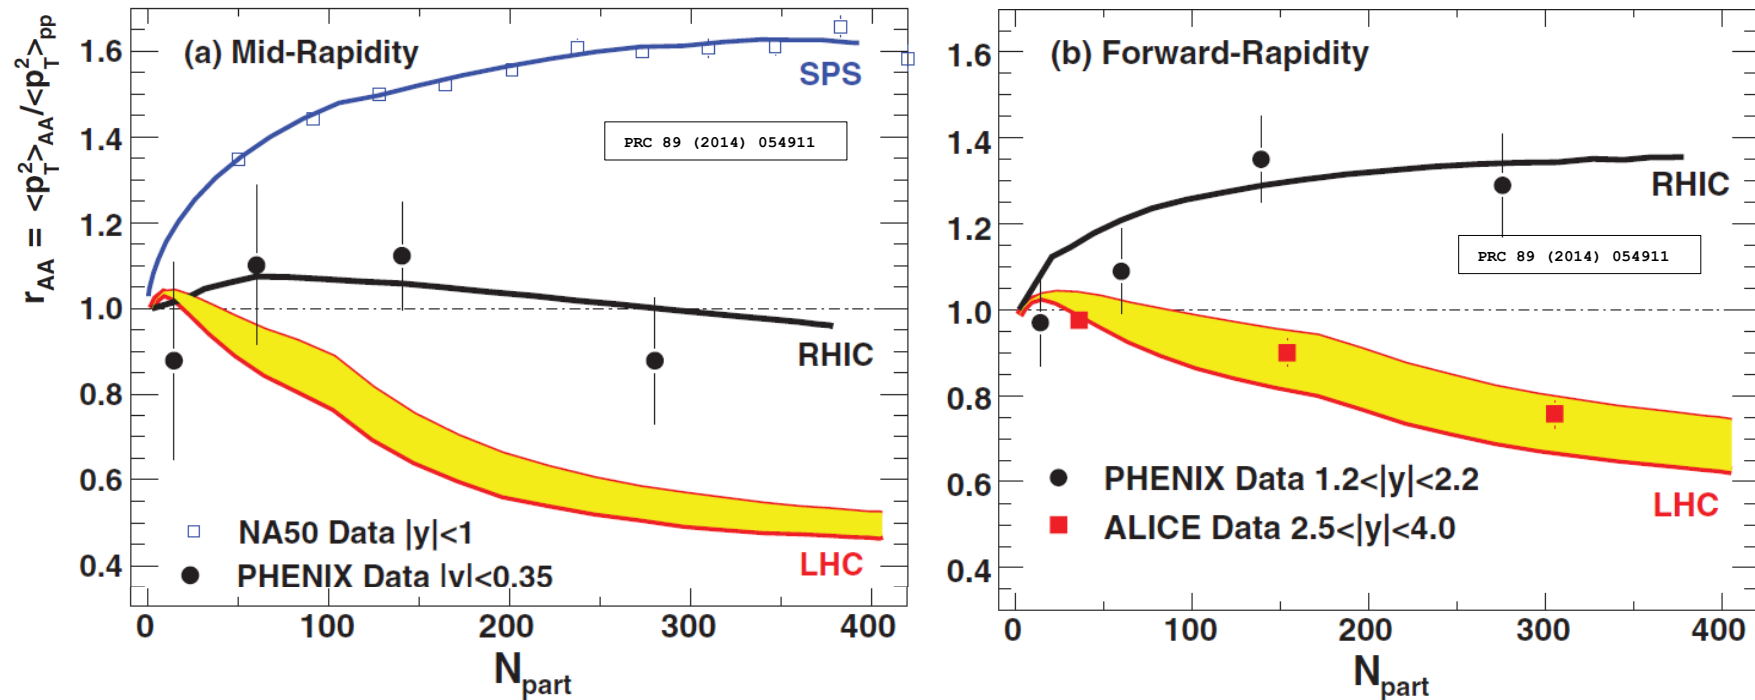 r_AA = <p_T^2>_AA/<p_T^2>_pp
(a) Mid-Rapidity
SPS
PRC 89 (2014) 054911
RHIC
LHC
NA50 Data |y|<1
PHENIX Data |y|<0.35
1.6
1.4
1.2
1.0
0.8
0.6
0.4
0 100 200 300 400
N_part
(b) Forward-Rapidity
RHIC
PRC 89 (2014) 054911
PHENIX Data 1.2<|y|<2.2
ALICE Data 2.5<|y|<4.0
LHC
1.6
1.4
1.2
1.0
0.8
0.6
0.4
0 100 200 300 400
N_part